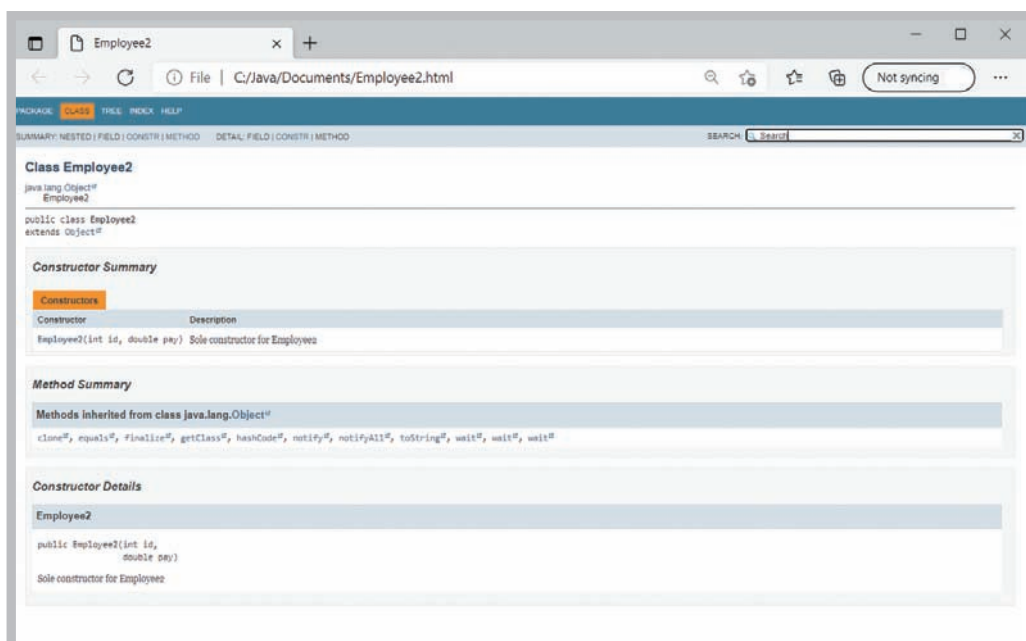 Employee2
File | C:/Java/Documents/Employee2.html Not syncing
PACKAGE CLASS TREE INDEX HELP
SUMMARY: NESTED | FIELD | CONSTR | METHOD DETAIL: FIELD | CONSTR | METHOD SEARCH: Search
Class Employee2
java.lang.Object
Employee2
public class Employee2
extends Object
Constructor Summary
Constructors
Constructor Description
Employee2(int id, double pay) Sole constructor for Employee2
Method Summary
Methods inherited from class java.lang.Object
clone, equals, finalize, getClass, hashCode, notify, notifyAll, toString, wait, wait, wait
Constructor Details
Employee2
public Employee2(int id,
double pay)
Sole constructor for Employee2